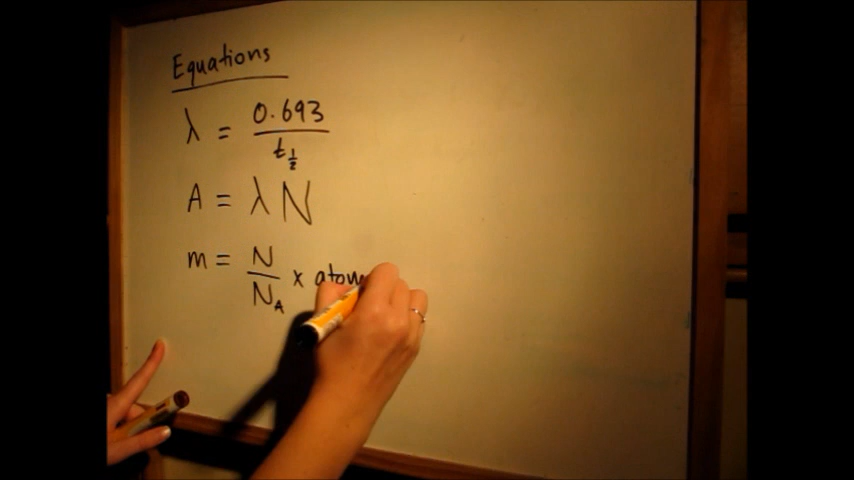 Equations
λ = 0.693 / t½
A = λ N
m = N / N_A × atom